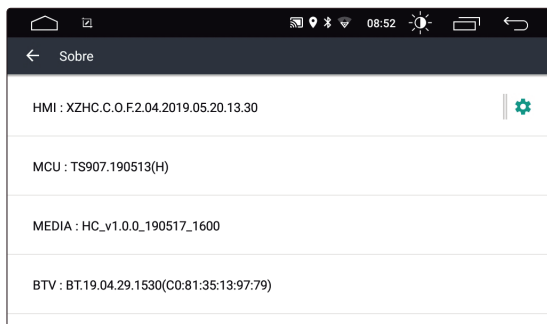 08:52
Sobre
HMI : XZHC.C.O.F.2.04.2019.05.20.13.30
MCU : TS907.190513(H)
MEDIA : HC_v1.0.0_190517_1600
BTV : BT.19.04.29.1530(C0:81:35:13:97:79)